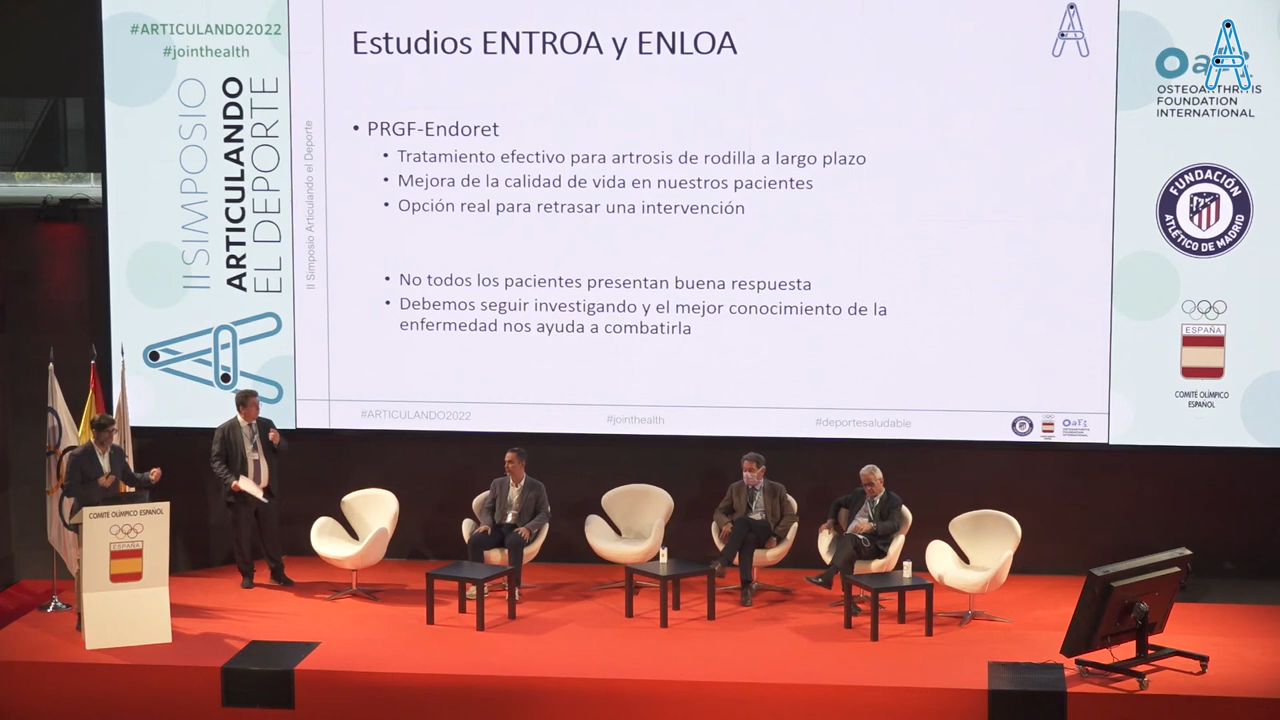 #ARTICULANDO2022
#jointhealth
II SIMPOSIO
ARTICULANDO
EL DEPORTE
II Simposio Articulando el Deporte
Estudios ENTROA y ENLOA
• PRGF-Endoret
• Tratamiento efectivo para artrosis de rodilla a largo plazo
• Mejora de la calidad de vida en nuestros pacientes
• Opción real para retrasar una intervención
• No todos los pacientes presentan buena respuesta
• Debemos seguir investigando y el mejor conocimiento de la
enfermedad nos ayuda a combatirla
#ARTICULANDO2022
#jointhealth
#deportesaludable
OSTEOARTHRITIS
FOUNDATION
INTERNATIONAL
FUNDACIÓN
ATLÉTICO DE MADRID
ESPAÑA
COMITÉ OLÍMPICO
ESPAÑOL
COMITÉ OLÍMPICO ESPAÑOL
ESPAÑA